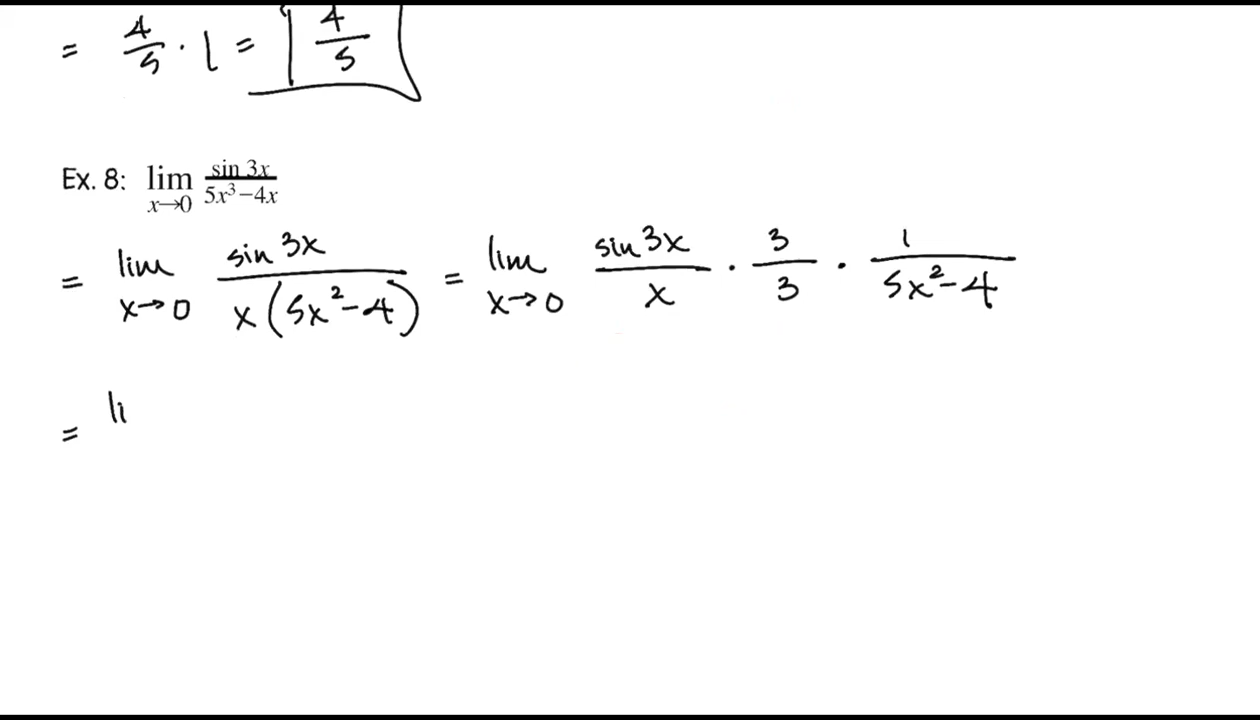 = 4/5 · 1 = 4/5
Ex. 8: lim x→0 sin 3x / 5x³−4x
= lim x→0 sin 3x / x(5x²−4) = lim x→0 sin 3x / x · 3/3 · 1 / 5x²−4
= li